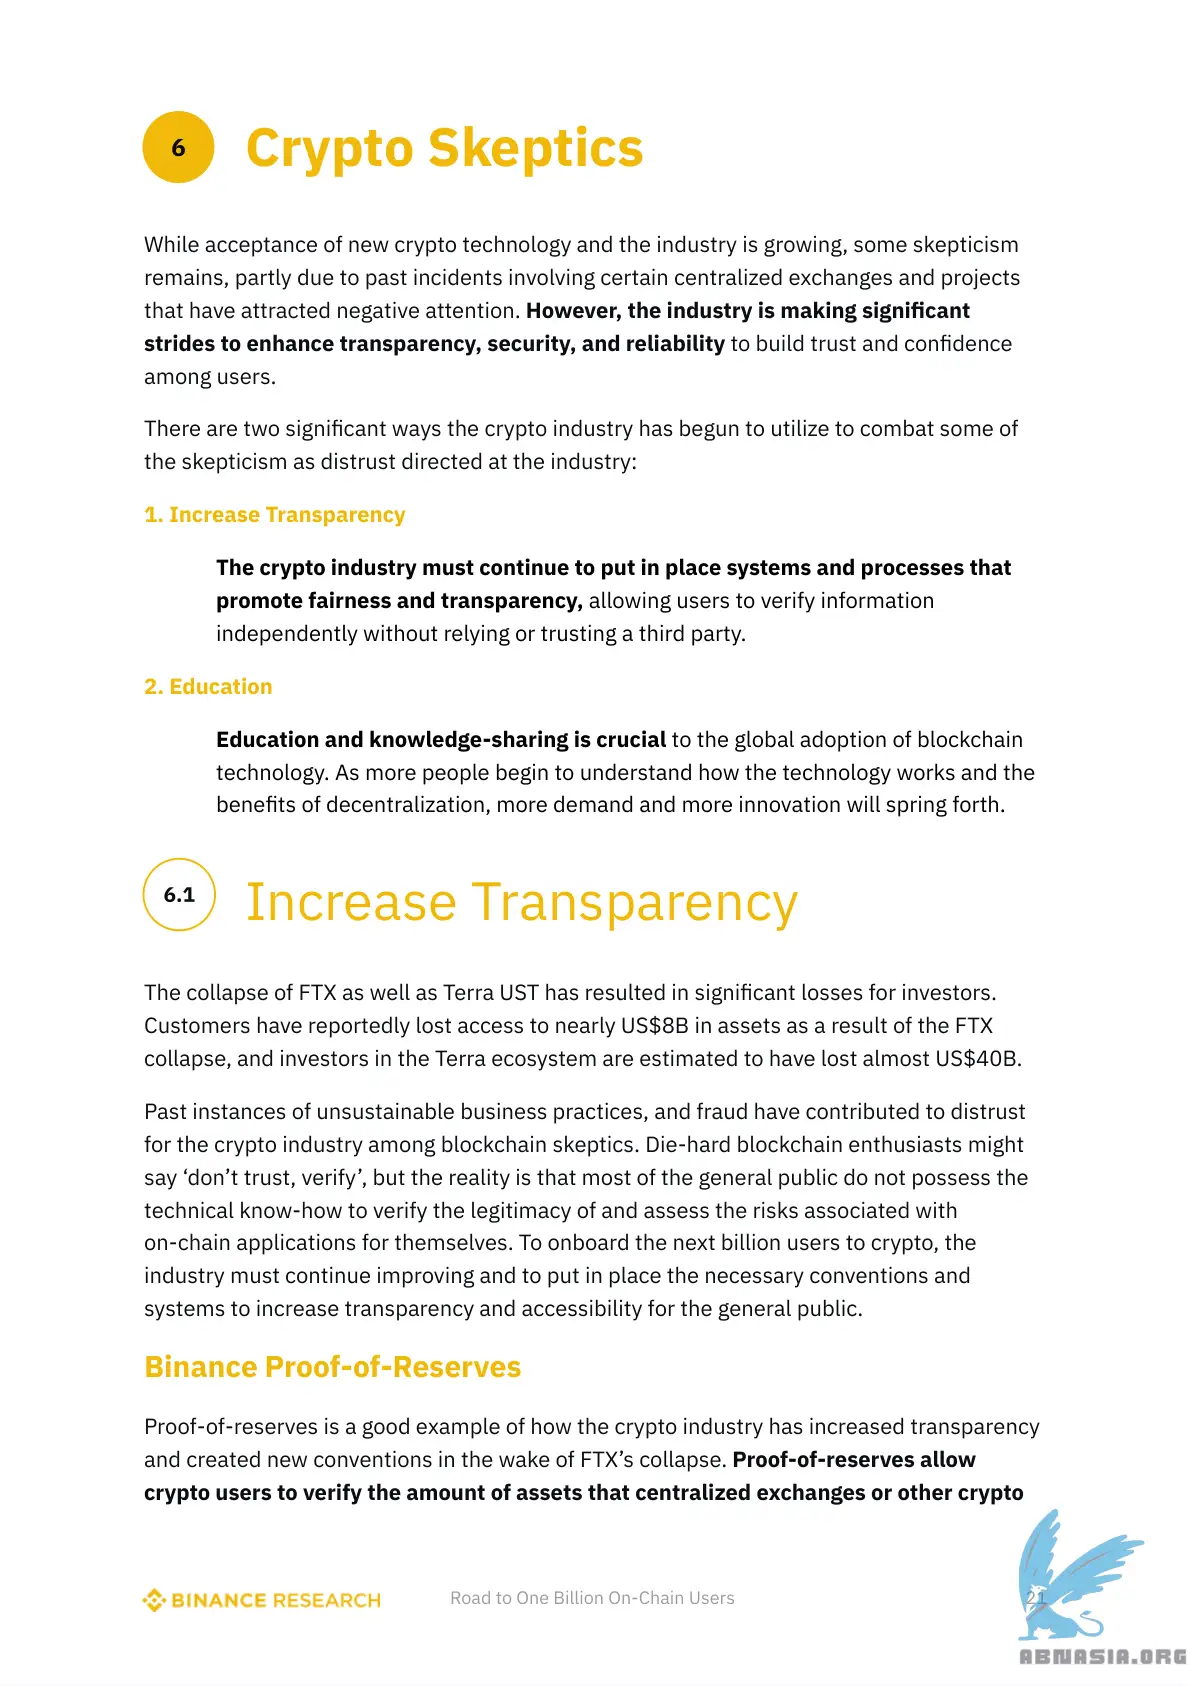 6
Crypto Skeptics
While acceptance of new crypto technology and the industry is growing, some skepticism
remains, partly due to past incidents involving certain centralized exchanges and projects
that have attracted negative attention. However, the industry is making significant
strides to enhance transparency, security, and reliability to build trust and confidence
among users.
There are two significant ways the crypto industry has begun to utilize to combat some of
the skepticism as distrust directed at the industry:
1. Increase Transparency
The crypto industry must continue to put in place systems and processes that
promote fairness and transparency, allowing users to verify information
independently without relying or trusting a third party.
2. Education
Education and knowledge-sharing is crucial to the global adoption of blockchain
technology. As more people begin to understand how the technology works and the
benefits of decentralization, more demand and more innovation will spring forth.
6.1
Increase Transparency
The collapse of FTX as well as Terra UST has resulted in significant losses for investors.
Customers have reportedly lost access to nearly US$8B in assets as a result of the FTX
collapse, and investors in the Terra ecosystem are estimated to have lost almost US$40B.
Past instances of unsustainable business practices, and fraud have contributed to distrust
for the crypto industry among blockchain skeptics. Die-hard blockchain enthusiasts might
say ‘don’t trust, verify’, but the reality is that most of the general public do not possess the
technical know-how to verify the legitimacy of and assess the risks associated with
on-chain applications for themselves. To onboard the next billion users to crypto, the
industry must continue improving and to put in place the necessary conventions and
systems to increase transparency and accessibility for the general public.
Binance Proof-of-Reserves
Proof-of-reserves is a good example of how the crypto industry has increased transparency
and created new conventions in the wake of FTX’s collapse. Proof-of-reserves allow
crypto users to verify the amount of assets that centralized exchanges or other crypto
BINANCE RESEARCH
Road to One Billion On-Chain Users
21
ABNASIA.ORG